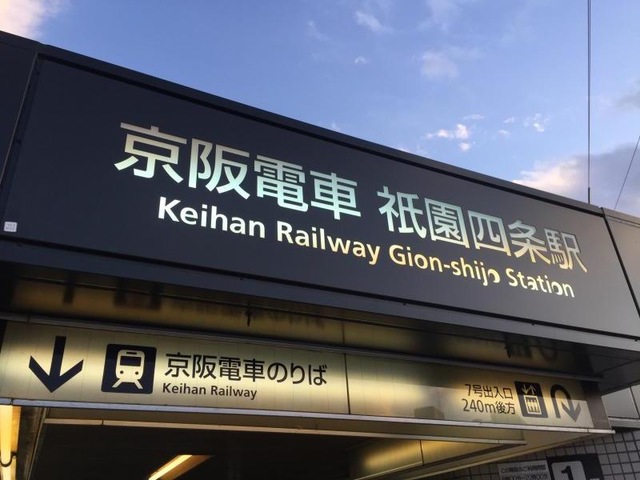 京阪電車 祇園四条駅
Keihan Railway Gion-shijo Station
京阪電車のりば
Keihan Railway
7号出入口
240m後方
1